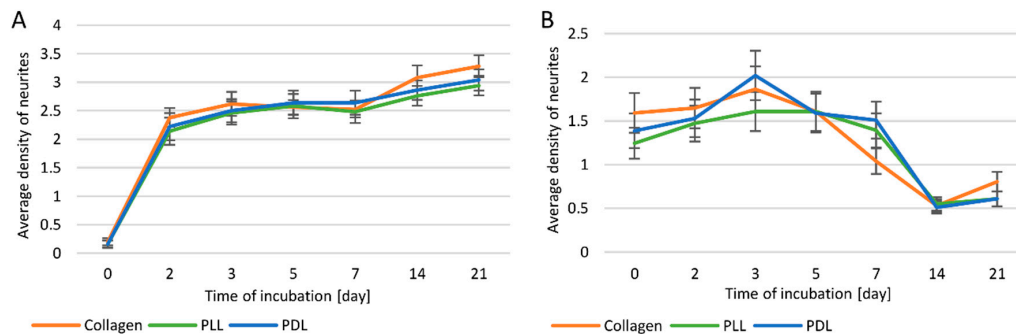 A
Average density of neurites
4
3.5
3
2.5
2
1.5
1
0.5
0
0 2 3 5 7 14 21
Time of incubation [day]
Collagen PLL PDL
B
Average density of neurites
2.5
2
1.5
1
0.5
0
0 2 3 5 7 14 21
Time of incubation [day]
Collagen PLL PDL